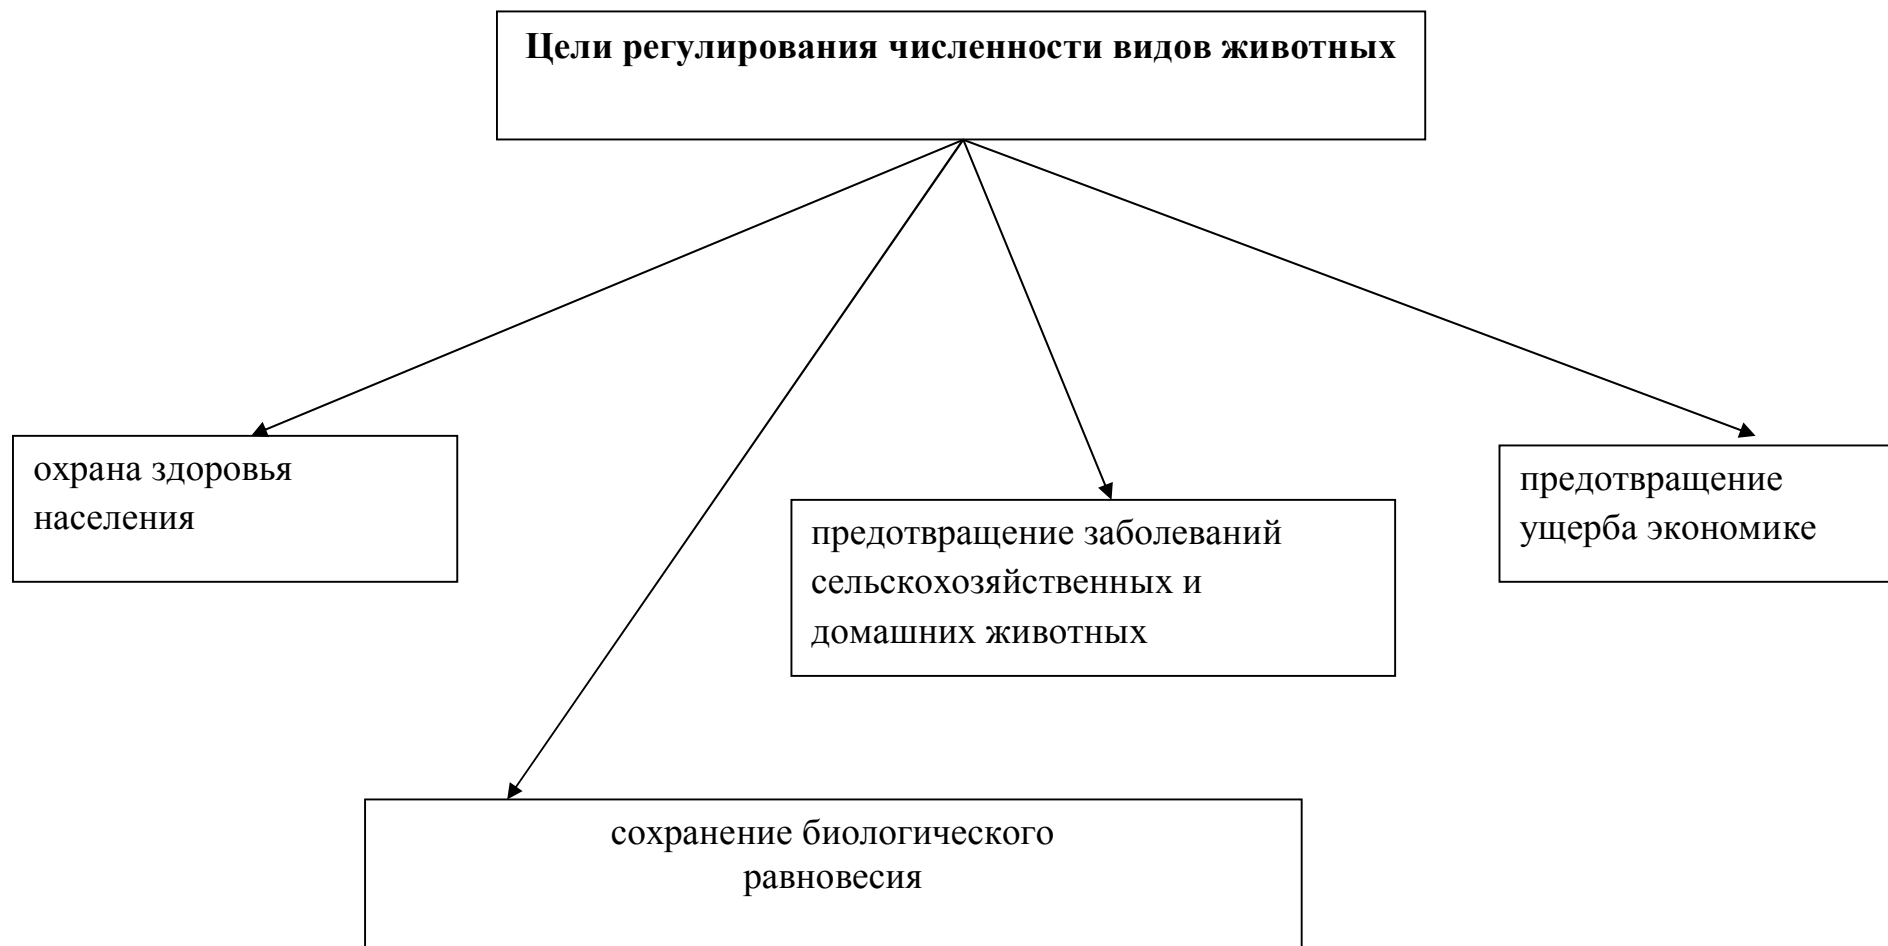 Цели регулирования численности видов животных
охрана здоровья
населения
предотвращение заболеваний
сельскохозяйственных и
домашних животных
предотвращение
ущерба экономике
сохранение биологического
равновесия